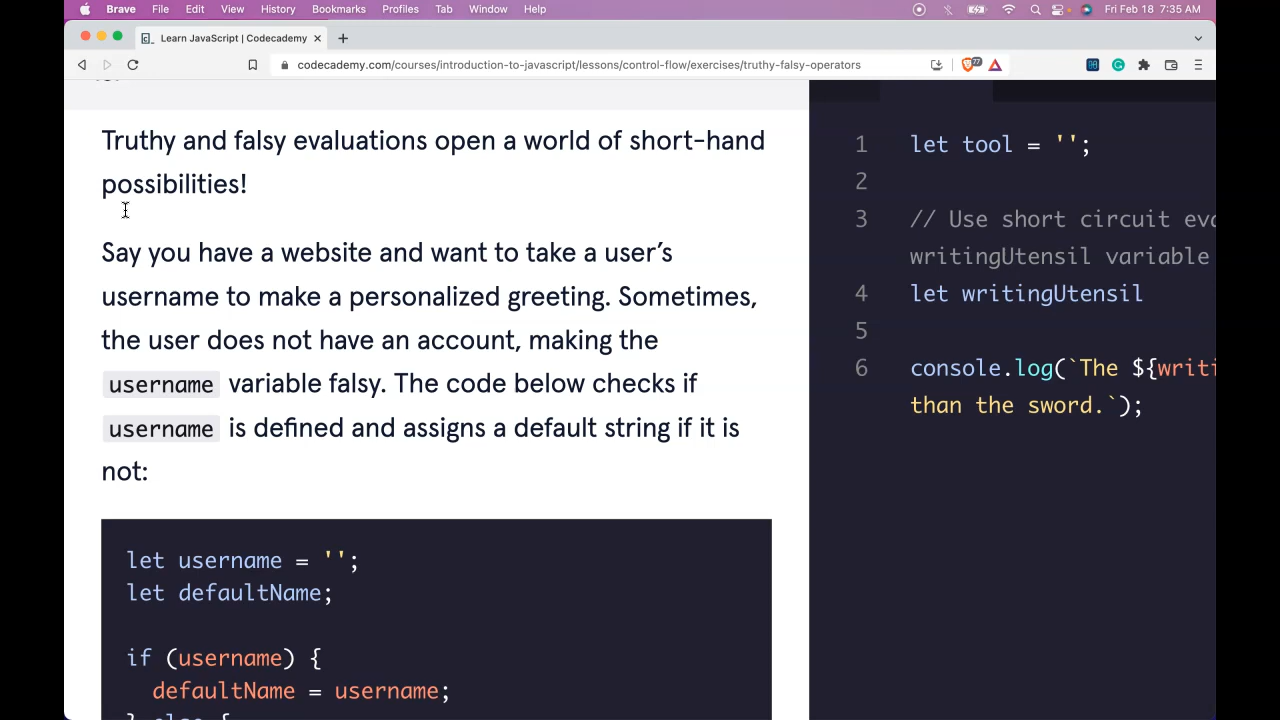 Brave File Edit View History Bookmarks Profiles Tab Window Help Fri Feb 18 7:35 AM
Learn JavaScript | Codecademy
codecademy.com/courses/introduction-to-javascript/lessons/control-flow/exercises/truthy-falsy-operators
77
Truthy and falsy evaluations open a world of short-hand
possibilities!
Say you have a website and want to take a user’s
username to make a personalized greeting. Sometimes,
the user does not have an account, making the
username variable falsy. The code below checks if
username is defined and assigns a default string if it is
not:
let username = '';
let defaultName;
if (username) {
defaultName = username;
} else {
1 let tool = '';
2
3 // Use short circuit eva
writingUtensil variable
4 let writingUtensil
5
6 console.log(`The ${writi
than the sword.`);